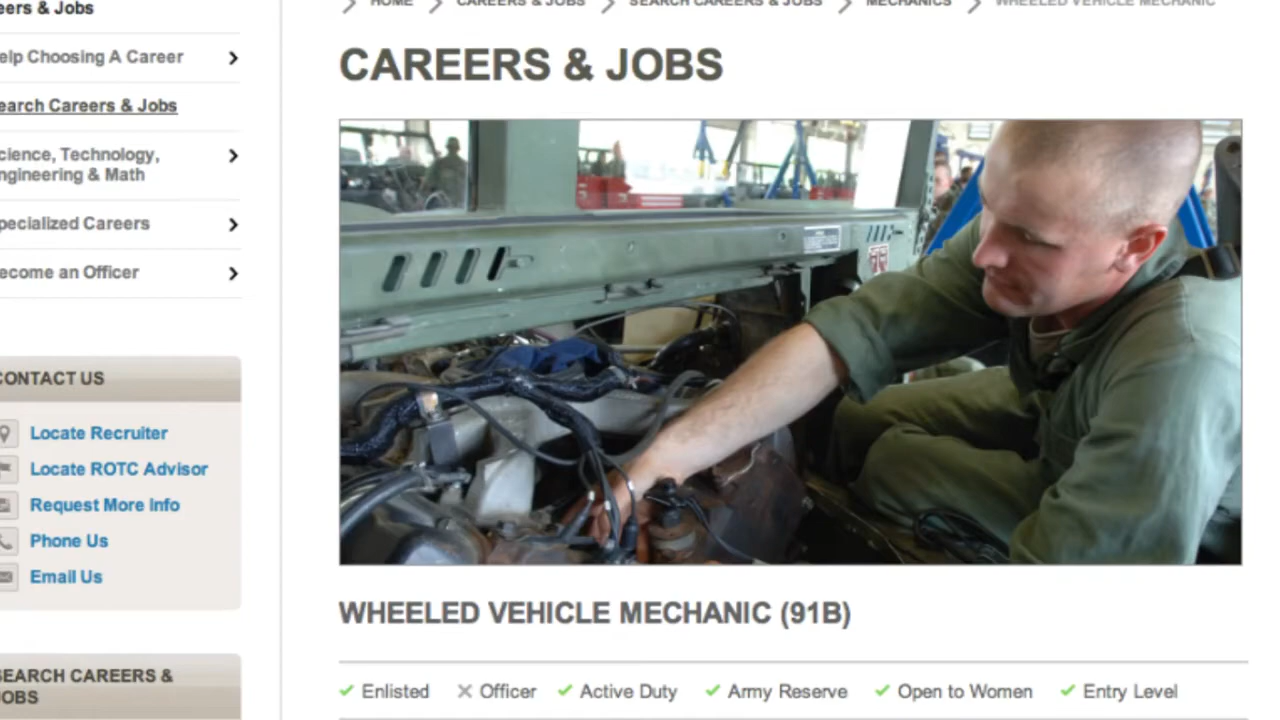 eers & Jobs
elp Choosing A Career
earch Careers & Jobs
cience, Technology,
ngineering & Math
pecialized Careers
ecome an Officer
CONTACT US
Locate Recruiter
Locate ROTC Advisor
Request More Info
Phone Us
Email Us
SEARCH CAREERS &
JOBS
HOME CAREERS & JOBS SEARCH CAREERS & JOBS MECHANICS WHEELED VEHICLE MECHANIC
CAREERS & JOBS
WHEELED VEHICLE MECHANIC (91B)
Enlisted Officer Active Duty Army Reserve Open to Women Entry Level